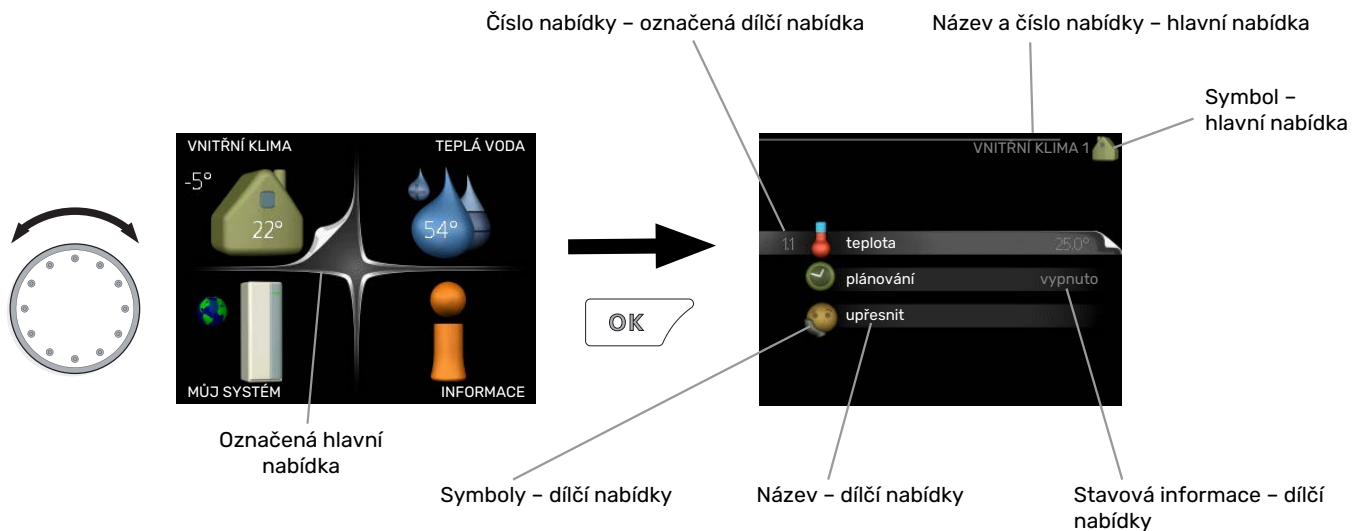 Číslo nabídky – označená dílčí nabídka
Název a číslo nabídky – hlavní nabídka
Symbol –
hlavní nabídka
VNITŘNÍ KLIMA
TEPLÁ VODA
-5°
22°
54°
MŮJ SYSTÉM
INFORMACE
OK
VNITŘNÍ KLIMA 1
1.1
teplota
25.0°
plánování
vypnuto
upřesnit
Označená hlavní
nabídka
Symboly – dílčí nabídky
Název – dílčí nabídky
Stavová informace – dílčí
nabídky